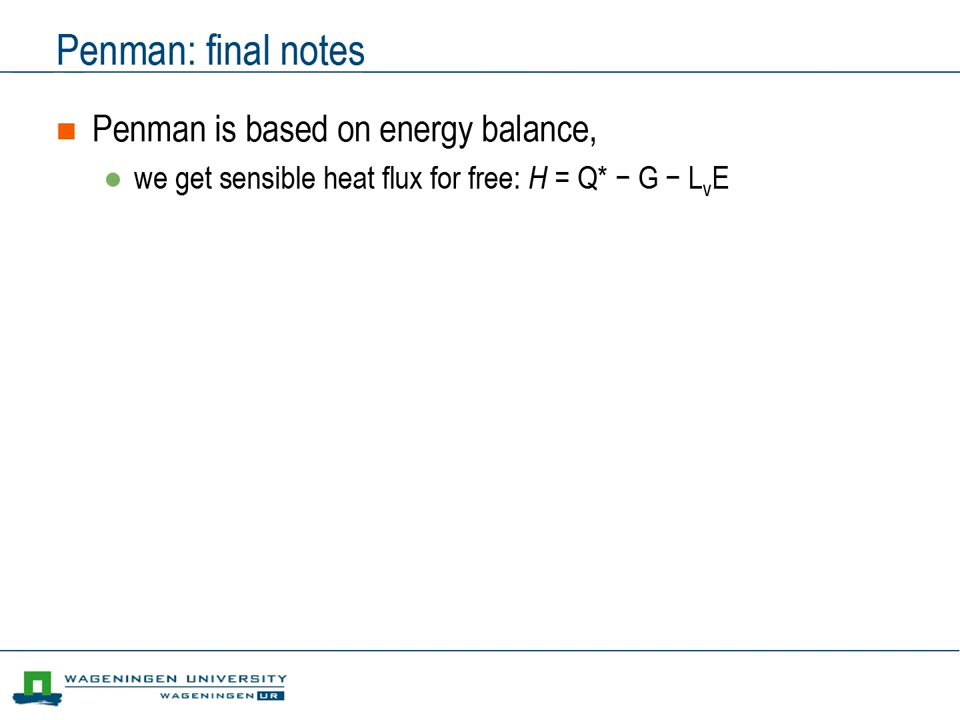 Penman: final notes
Penman is based on energy balance,
we get sensible heat flux for free: H = Q* − G − LvE
WAGENINGEN UNIVERSITY
WAGENINGEN UR